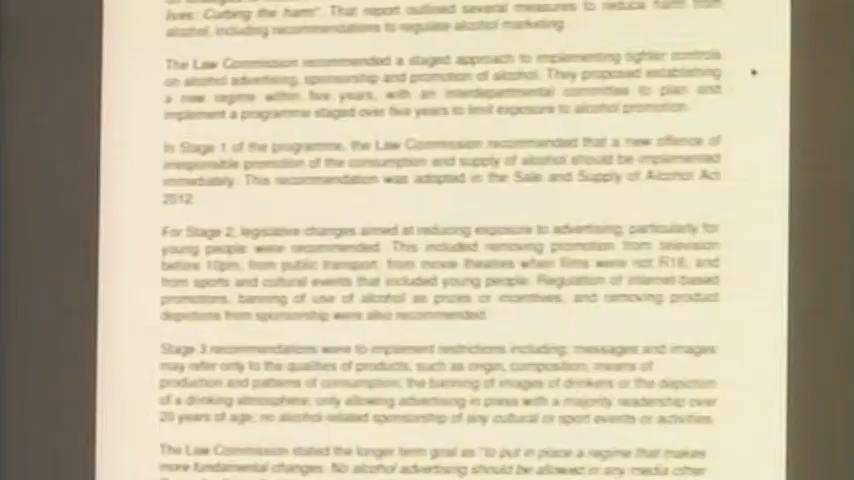 lives: Curbing the harm". That report outlined several measures to reduce harm from
alcohol, including recommendations to regulate alcohol marketing.
The Law Commission recommended a staged approach to implementing tighter controls
on alcohol advertising, sponsorship and promotion of alcohol. They proposed establishing
a new regime within five years, with an interdepartmental committee to plan and
implement a programme staged over five years to limit exposure to alcohol promotion.
In Stage 1 of the programme, the Law Commission recommended that a new offence of
irresponsible promotion of the consumption and supply of alcohol should be implemented
immediately. This recommendation was adopted in the Sale and Supply of Alcohol Act
2012.
For Stage 2, legislative changes aimed at reducing exposure to advertising, particularly for
young people were recommended. This included removing promotion from television
before 10pm, from public transport, from movie theatres when films were not R18, and
from sports and cultural events that included young people. Regulation of internet-based
promotions, banning of use of alcohol as prices or incentives, and removing product
depictions from sponsorship were also recommended.
Stage 3 recommendations were to implement restrictions including: messages and images
may refer only to the qualities of products, such as origin, composition, means of
production and patterns of consumption; the banning of images of drinkers or the depiction
of a drinking atmosphere; only allowing advertising in press with a majority readership over
20 years of age; no alcohol-related sponsorship of any cultural or sport events or activities.
The Law Commission stated the longer term goal as "to put in place a regime that makes
more fundamental changes. No alcohol advertising should be allowed in any media other